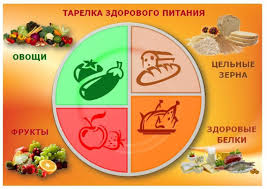 ТАРЕЛКА ЗДОРОВОГО ПИТАНИЯ
ОВОЩИ
ЦЕЛЬНЫЕ
ЗЕРНА
ФРУКТЫ
ЗДОРОВЫЕ
БЕЛКИ